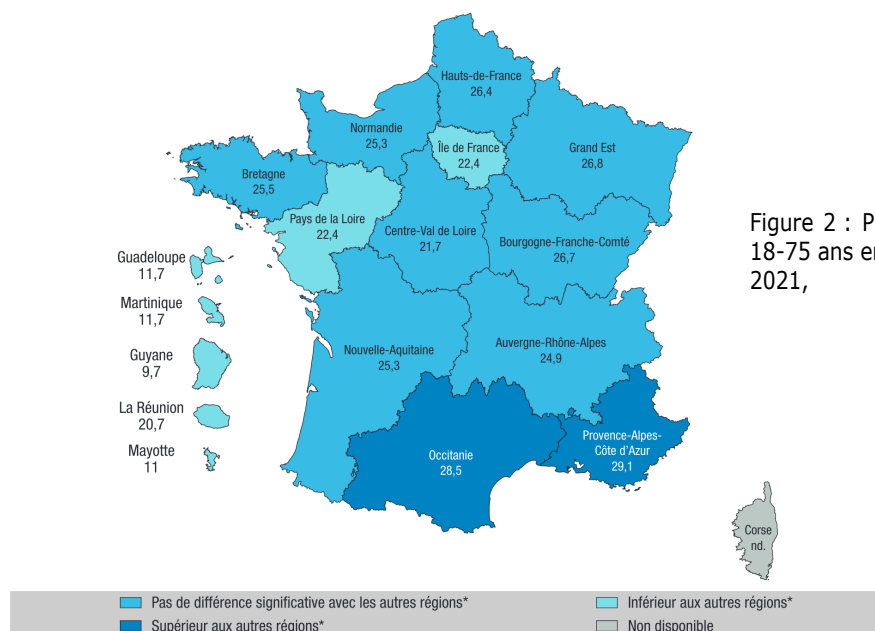 Hauts-de-France
26,4
Normandie
25,3
Île de France
22,4
Grand Est
26,8
Bretagne
25,5
Pays de la Loire
22,4
Centre-Val de Loire
21,7
Bourgogne-Franche-Comté
26,7
Figure 2 : P
18-75 ans e
2021,
Guadeloupe
11,7
Martinique
11,7
Guyane
9,7
La Réunion
20,7
Mayotte
11
Nouvelle-Aquitaine
25,3
Auvergne-Rhône-Alpes
24,9
Occitanie
28,5
Provence-Alpes-
Côte d'Azur
29,1
Corse
nd.
Pas de différence significative avec les autres régions*
Inférieur aux autres régions*
Supérieur aux autres régions*
Non disponible